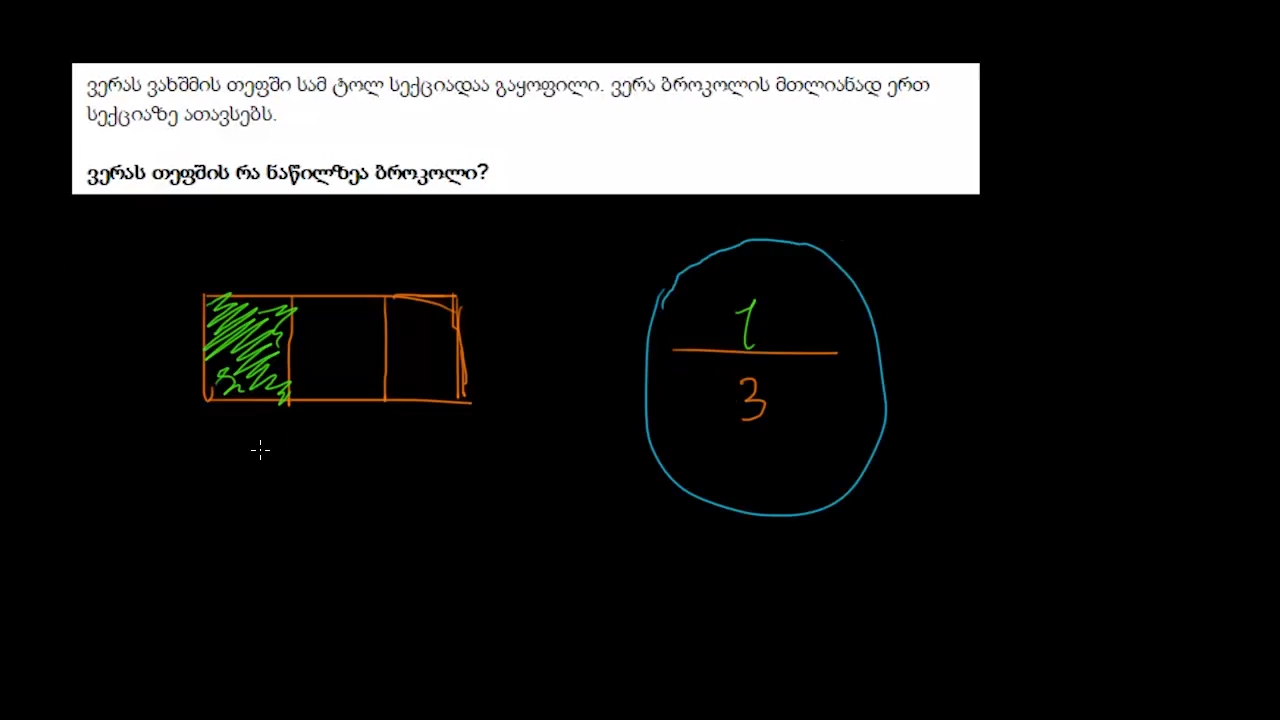 ვერას ვახშმის თეფში სამ ტოლ სექციადაა გაყოფილი. ვერა ბროკოლის მთლიანად ერთ
სექციაზე ათავსებს.
ვერას თეფშის რა ნაწილზეა ბროკოლი?
1
3